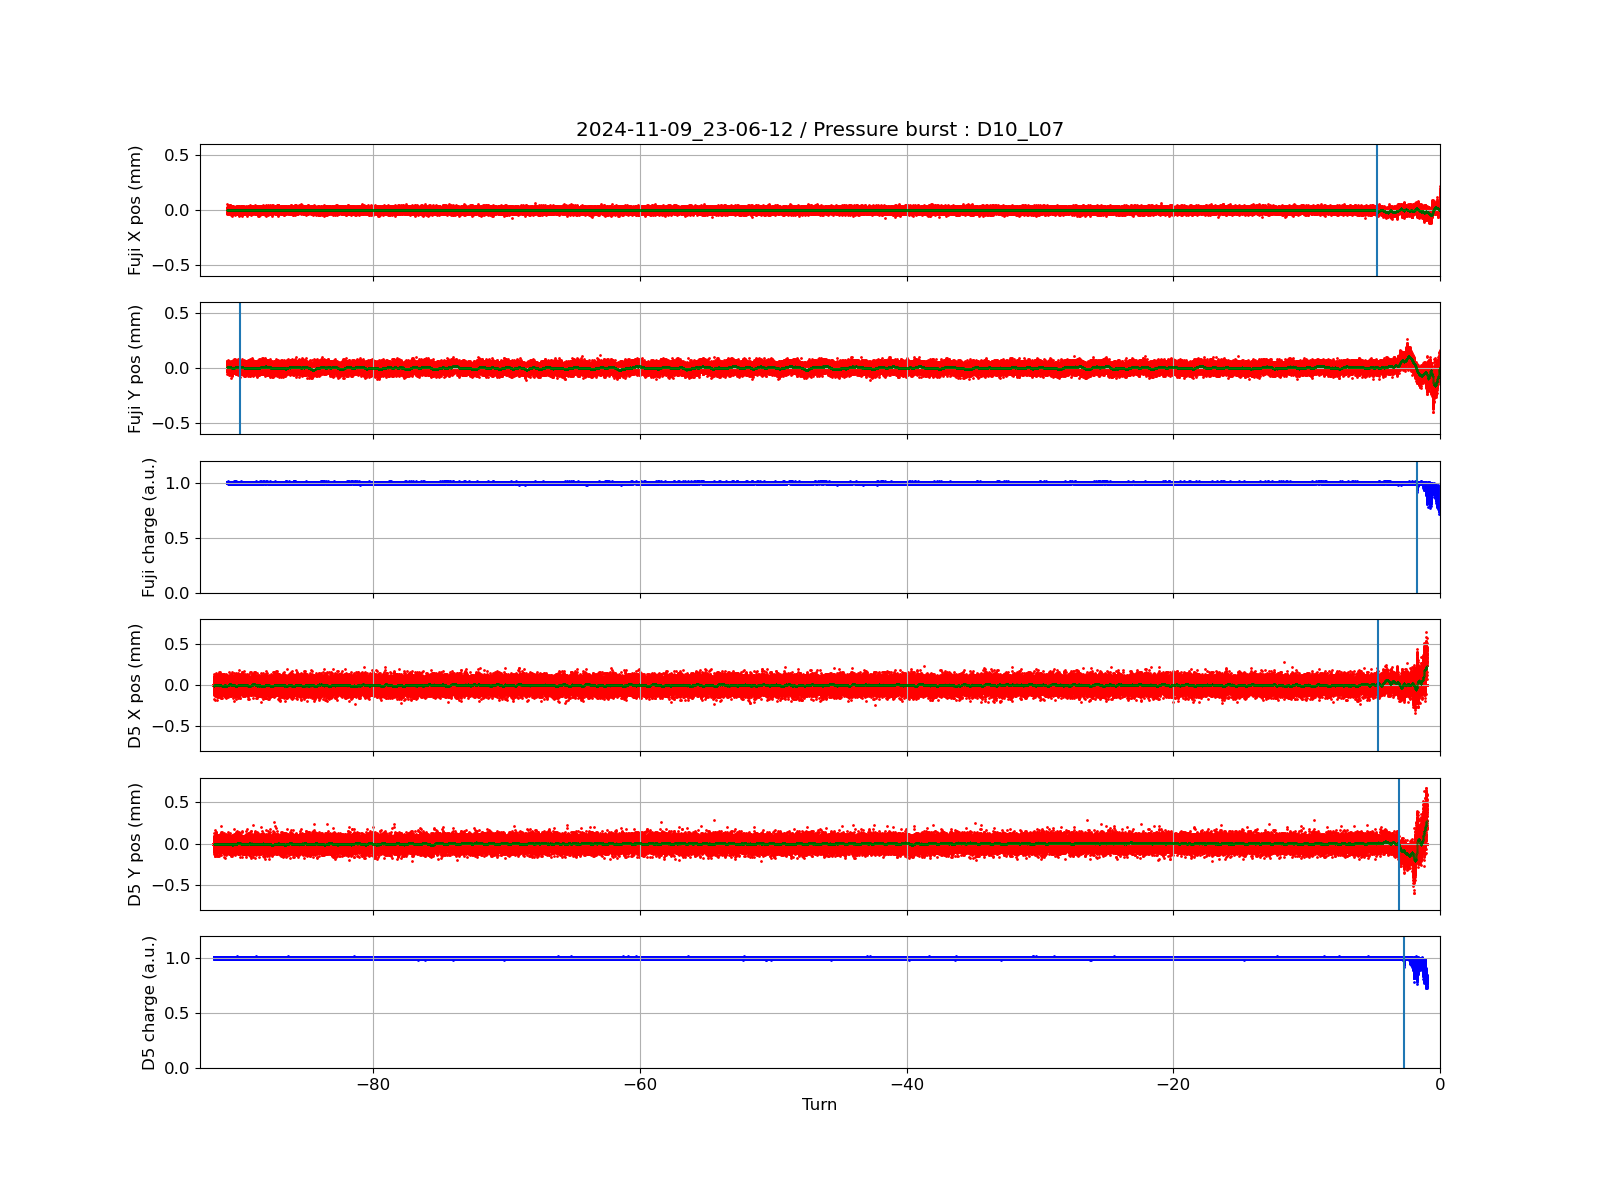 2024-11-09_23-06-12 / Pressure burst : D10_L07
Fuji X pos (mm)
0.5
0.0
−0.5
Fuji Y pos (mm)
0.5
0.0
−0.5
Fuji charge (a.u.)
1.0
0.5
0.0
D5 X pos (mm)
0.5
0.0
−0.5
D5 Y pos (mm)
0.5
0.0
−0.5
D5 charge (a.u.)
1.0
0.5
0.0
−80 −60 −40 −20 0
Turn